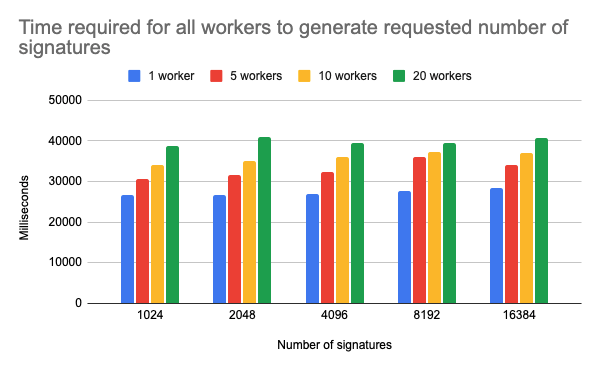 Time required for all workers to generate requested number of
signatures
1 worker 5 workers 10 workers 20 workers
50000
40000
30000
20000
10000
0
Milliseconds
1024 2048 4096 8192 16384
Number of signatures